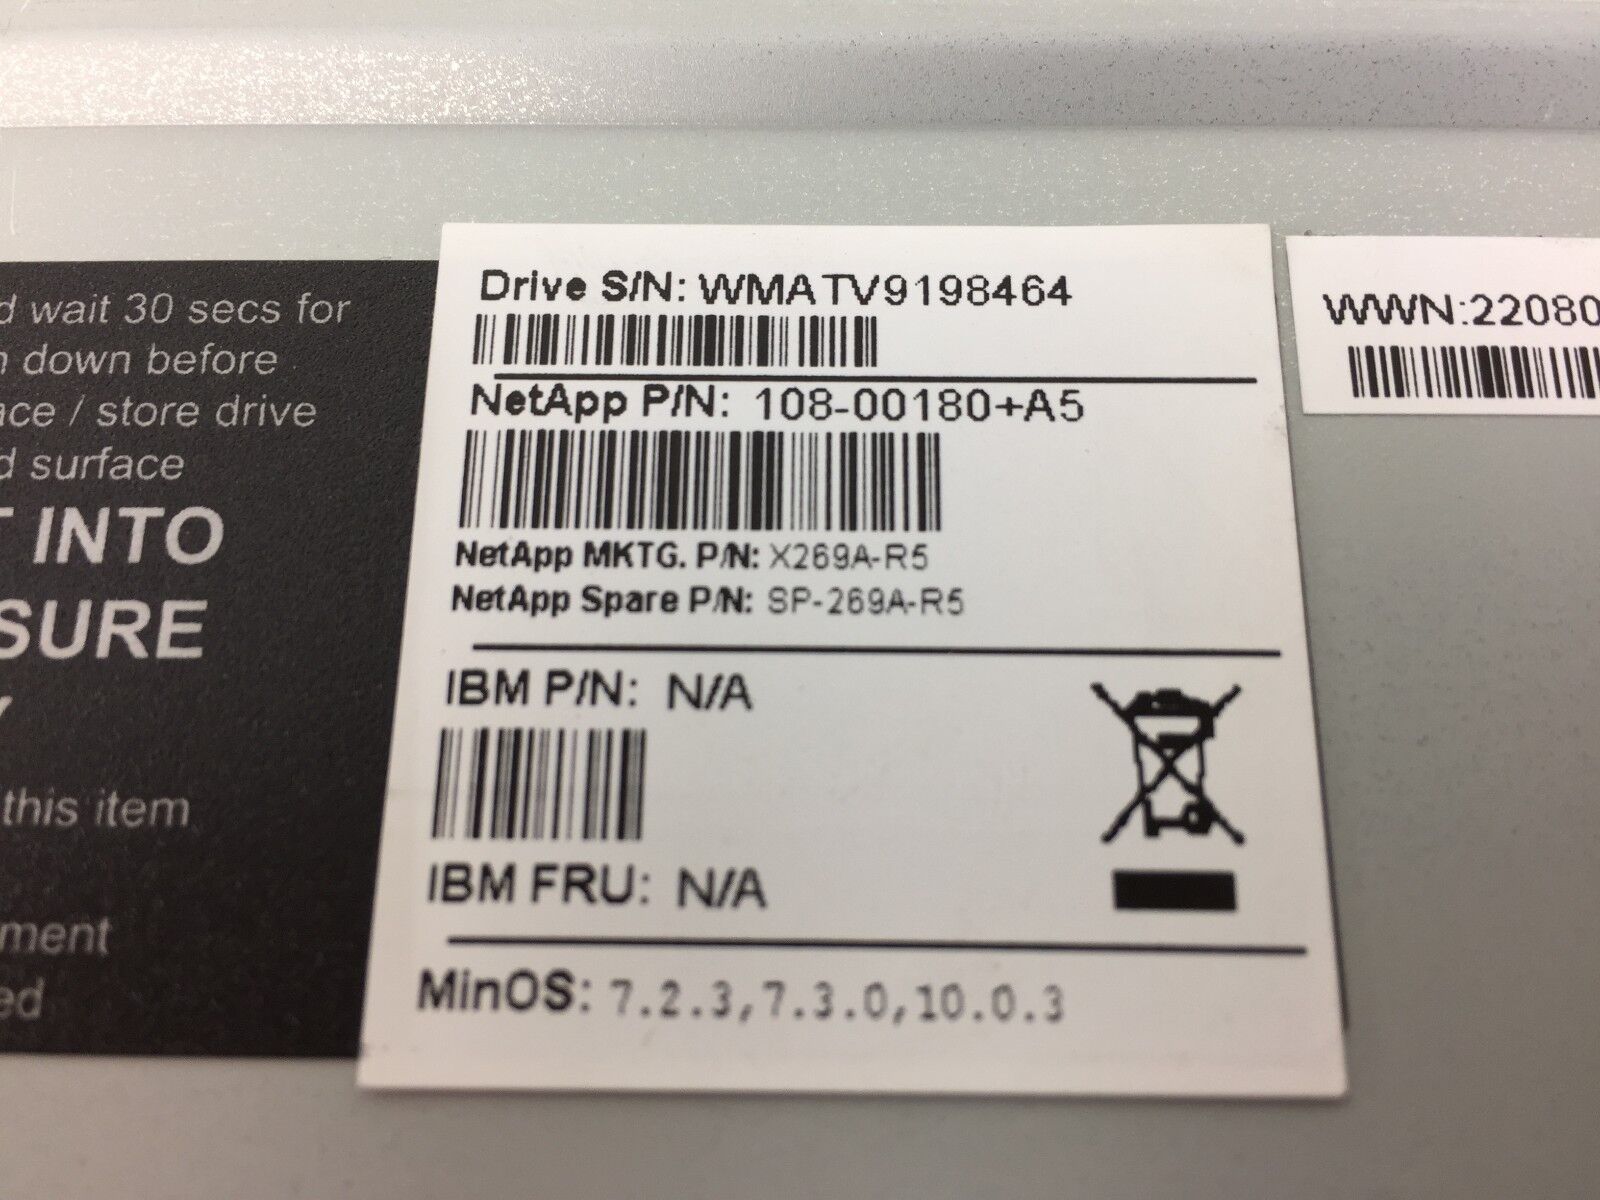 d wait 30 secs for
n down before
ace / store drive
d surface
T INTO
SURE
Y
this item
ment
ed
Drive S/N: WMATV9198464
NetApp P/N: 108-00180+A5
NetApp MKTG. P/N: X269A-R5
NetApp Spare P/N: SP-269A-R5
IBM P/N: N/A
IBM FRU: N/A
MinOS: 7.2.3,7.3.0,10.0.3
WWN:22080